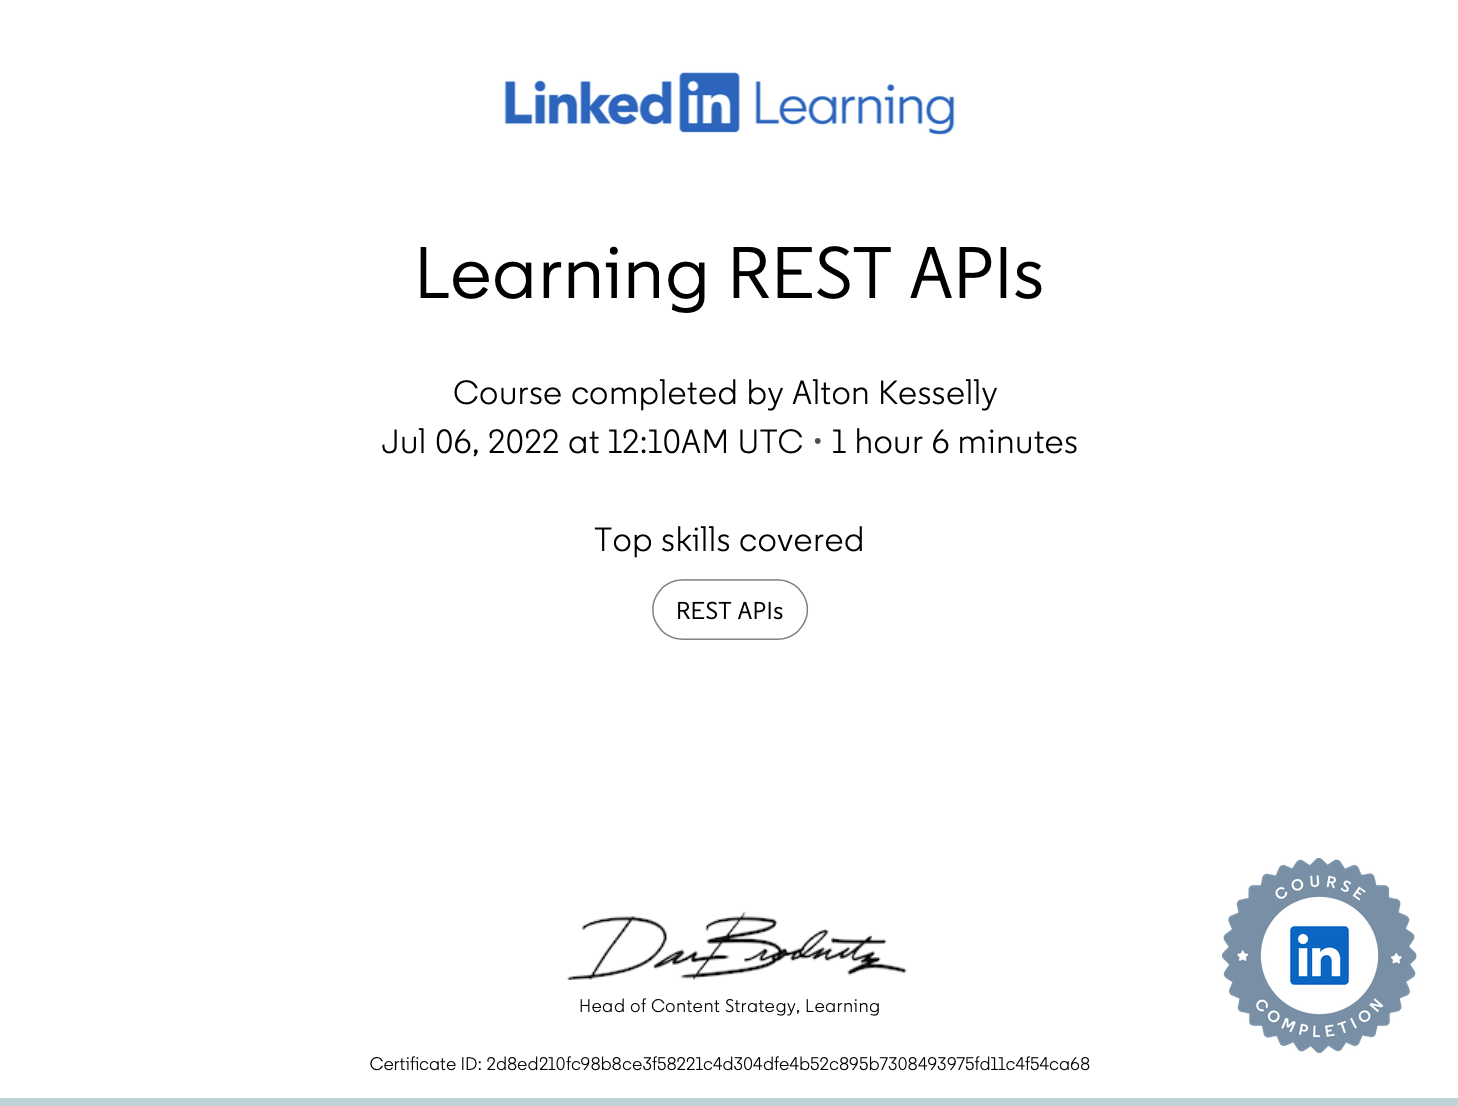 LinkedIn Learning
Learning REST APIs
Course completed by Alton Kesselly
Jul 06, 2022 at 12:10AM UTC • 1 hour 6 minutes
Top skills covered
REST APIs
Dan Brodnitz
Head of Content Strategy, Learning
COURSE
in
COMPLETION
Certificate ID: 2d8ed210fc98b8ce3f58221c4d304dfe4b52c895b7308493975fd11c4f54ca68